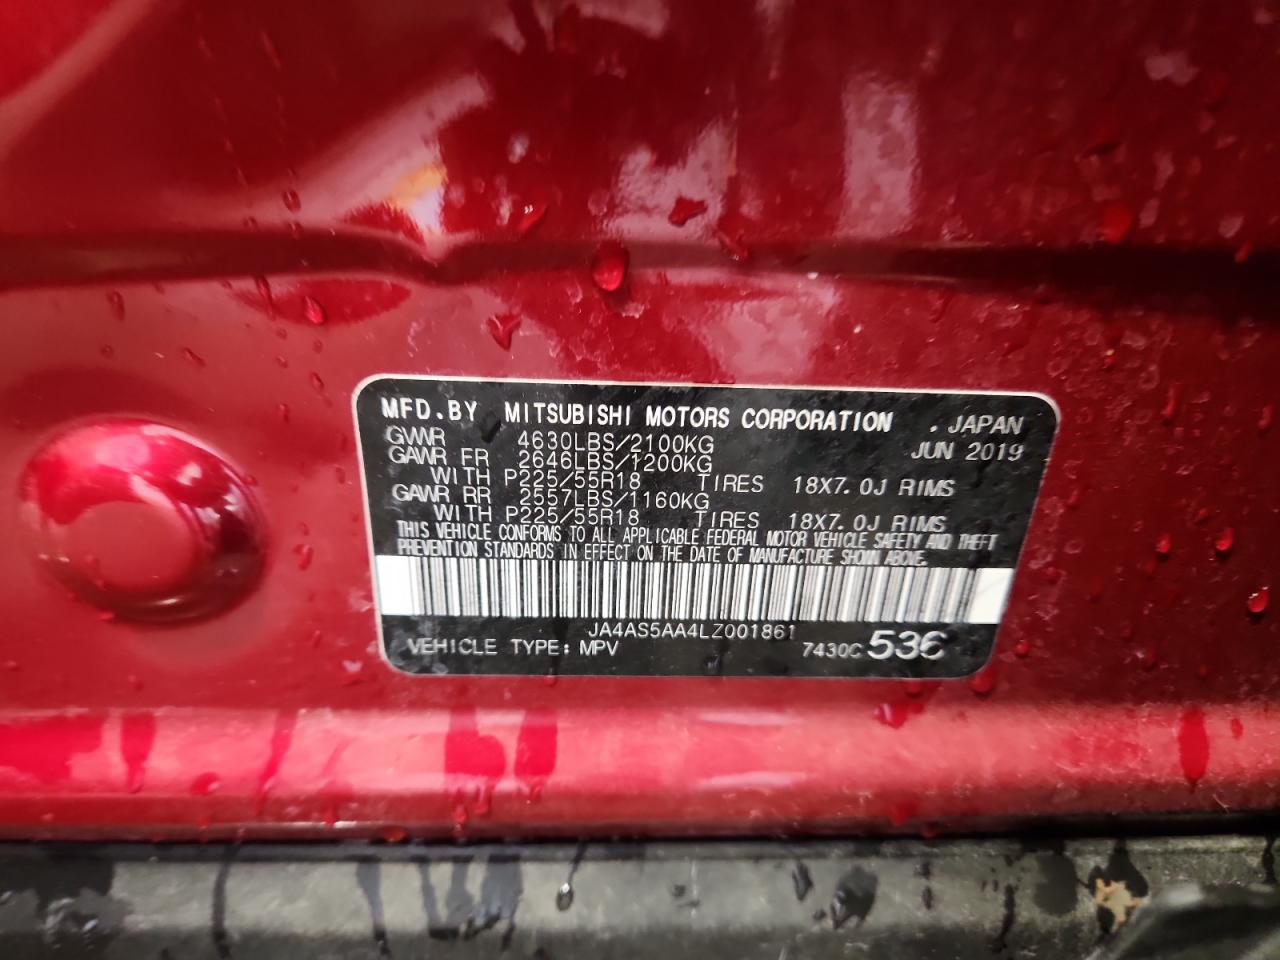 MFD.BY MITSUBISHI MOTORS CORPORATION . JAPAN
GVWR 4630LBS/2100KG JUN 2019
GAWR FR 2646LBS/1200KG
WITH P225/55R18 TIRES 18X7.0J RIMS
GAWR RR 2557LBS/1160KG
WITH P225/55R18 TIRES 18X7.0J RIMS
THIS VEHICLE CONFORMS TO ALL APPLICABLE FEDERAL MOTOR VEHICLE SAFETY AND THEFT
PREVENTION STANDARDS IN EFFECT ON THE DATE OF MANUFACTURE SHOWN ABOVE.
JA4AS5AA4LZ001861
VEHICLE TYPE: MPV 7430C 536